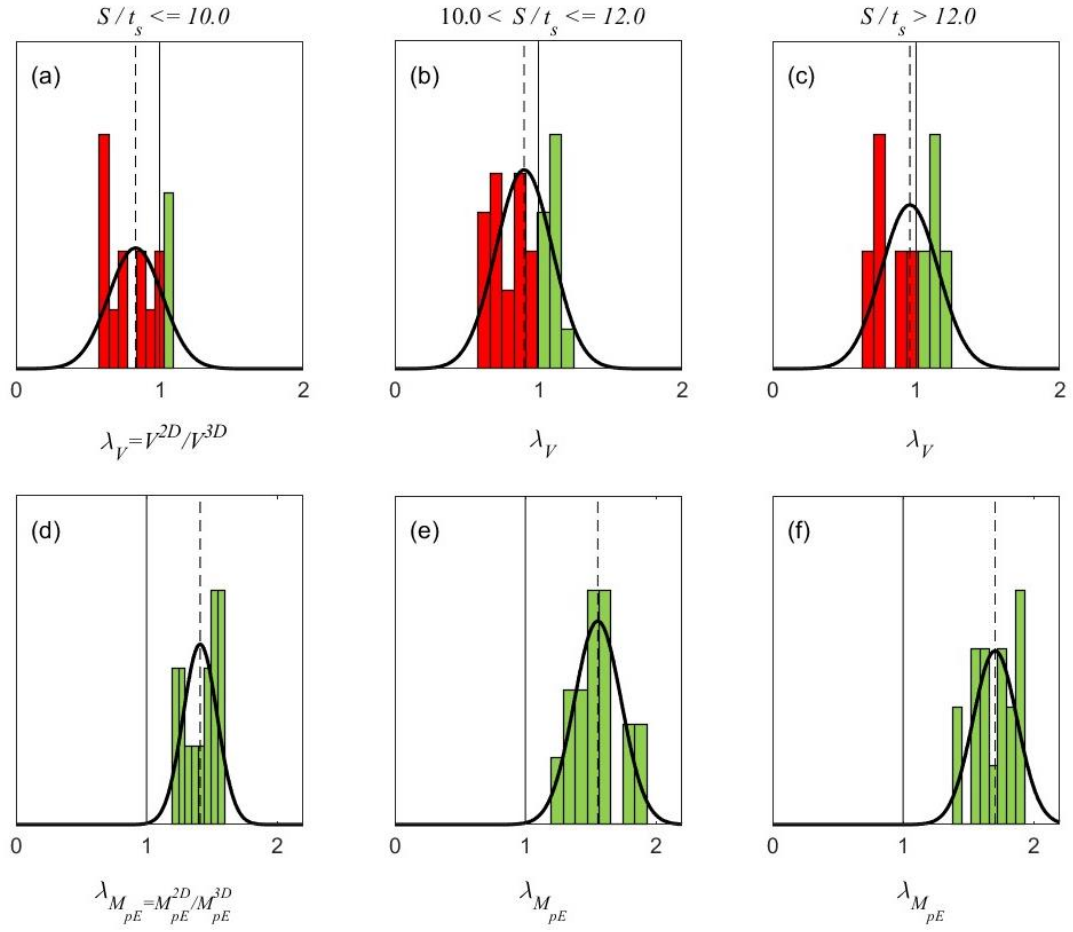 S / t_s <= 10.0 10.0 < S / t_s <= 12.0 S / t_s > 12.0
(a) (b) (c)
0 1 2 0 1 2 0 1 2
λ_V=V^2D/V^3D λ_V λ_V
(d) (e) (f)
0 1 2 0 1 2 0 1 2
λ_M_pE=M_pE^2D/M_pE^3D λ_M_pE λ_M_pE